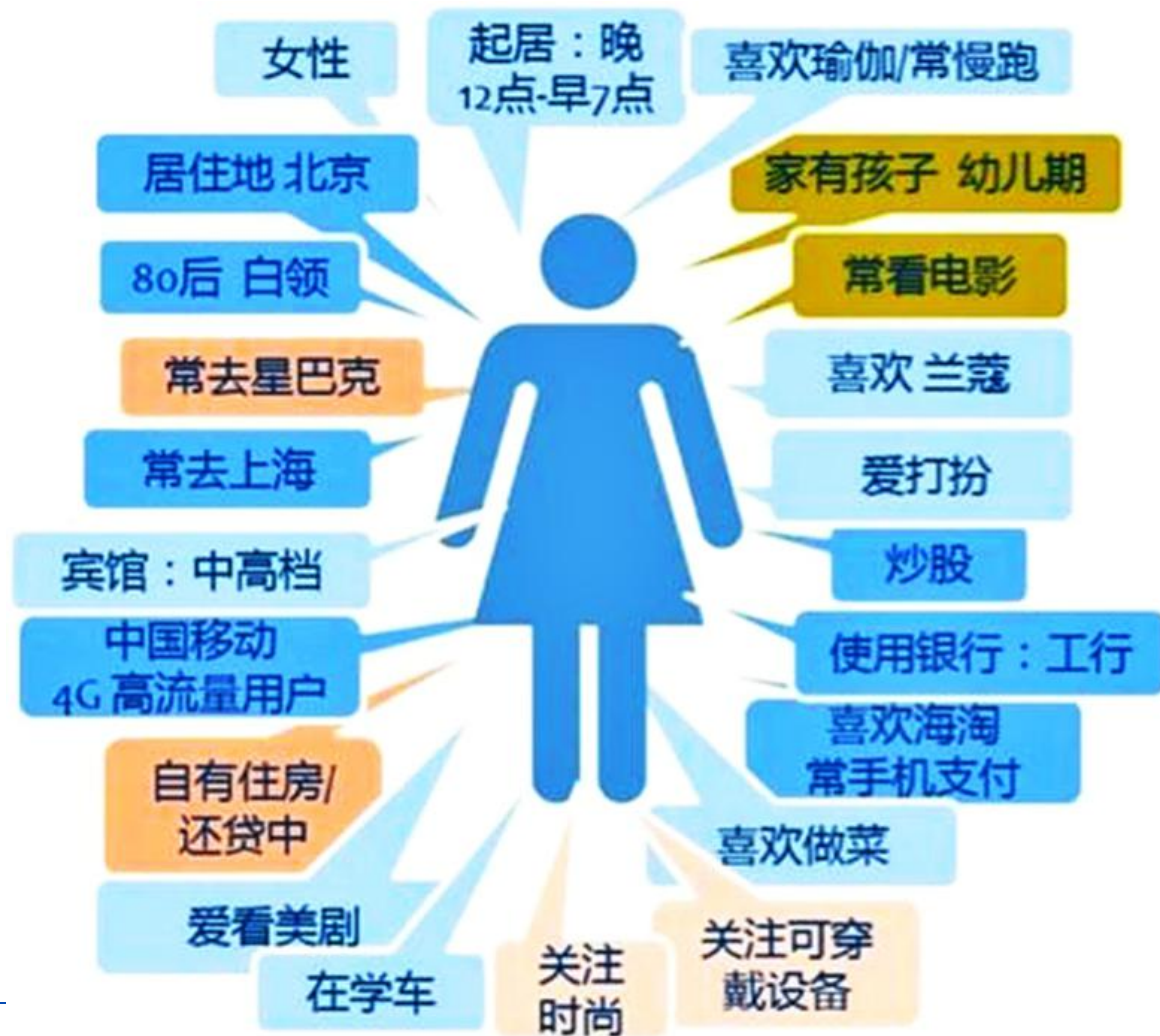 女性
起居：晚
12点-早7点
喜欢瑜伽/常慢跑
居住地 北京
家有孩子 幼儿期
80后 白领
常看电影
常去星巴克
喜欢 兰蔻
常去上海
爱打扮
宾馆：中高档
炒股
中国移动
4G 高流量用户
使用银行：工行
喜欢海淘
常手机支付
自有住房/
还贷中
喜欢做菜
爱看美剧
在学车
关注
时尚
关注可穿
戴设备